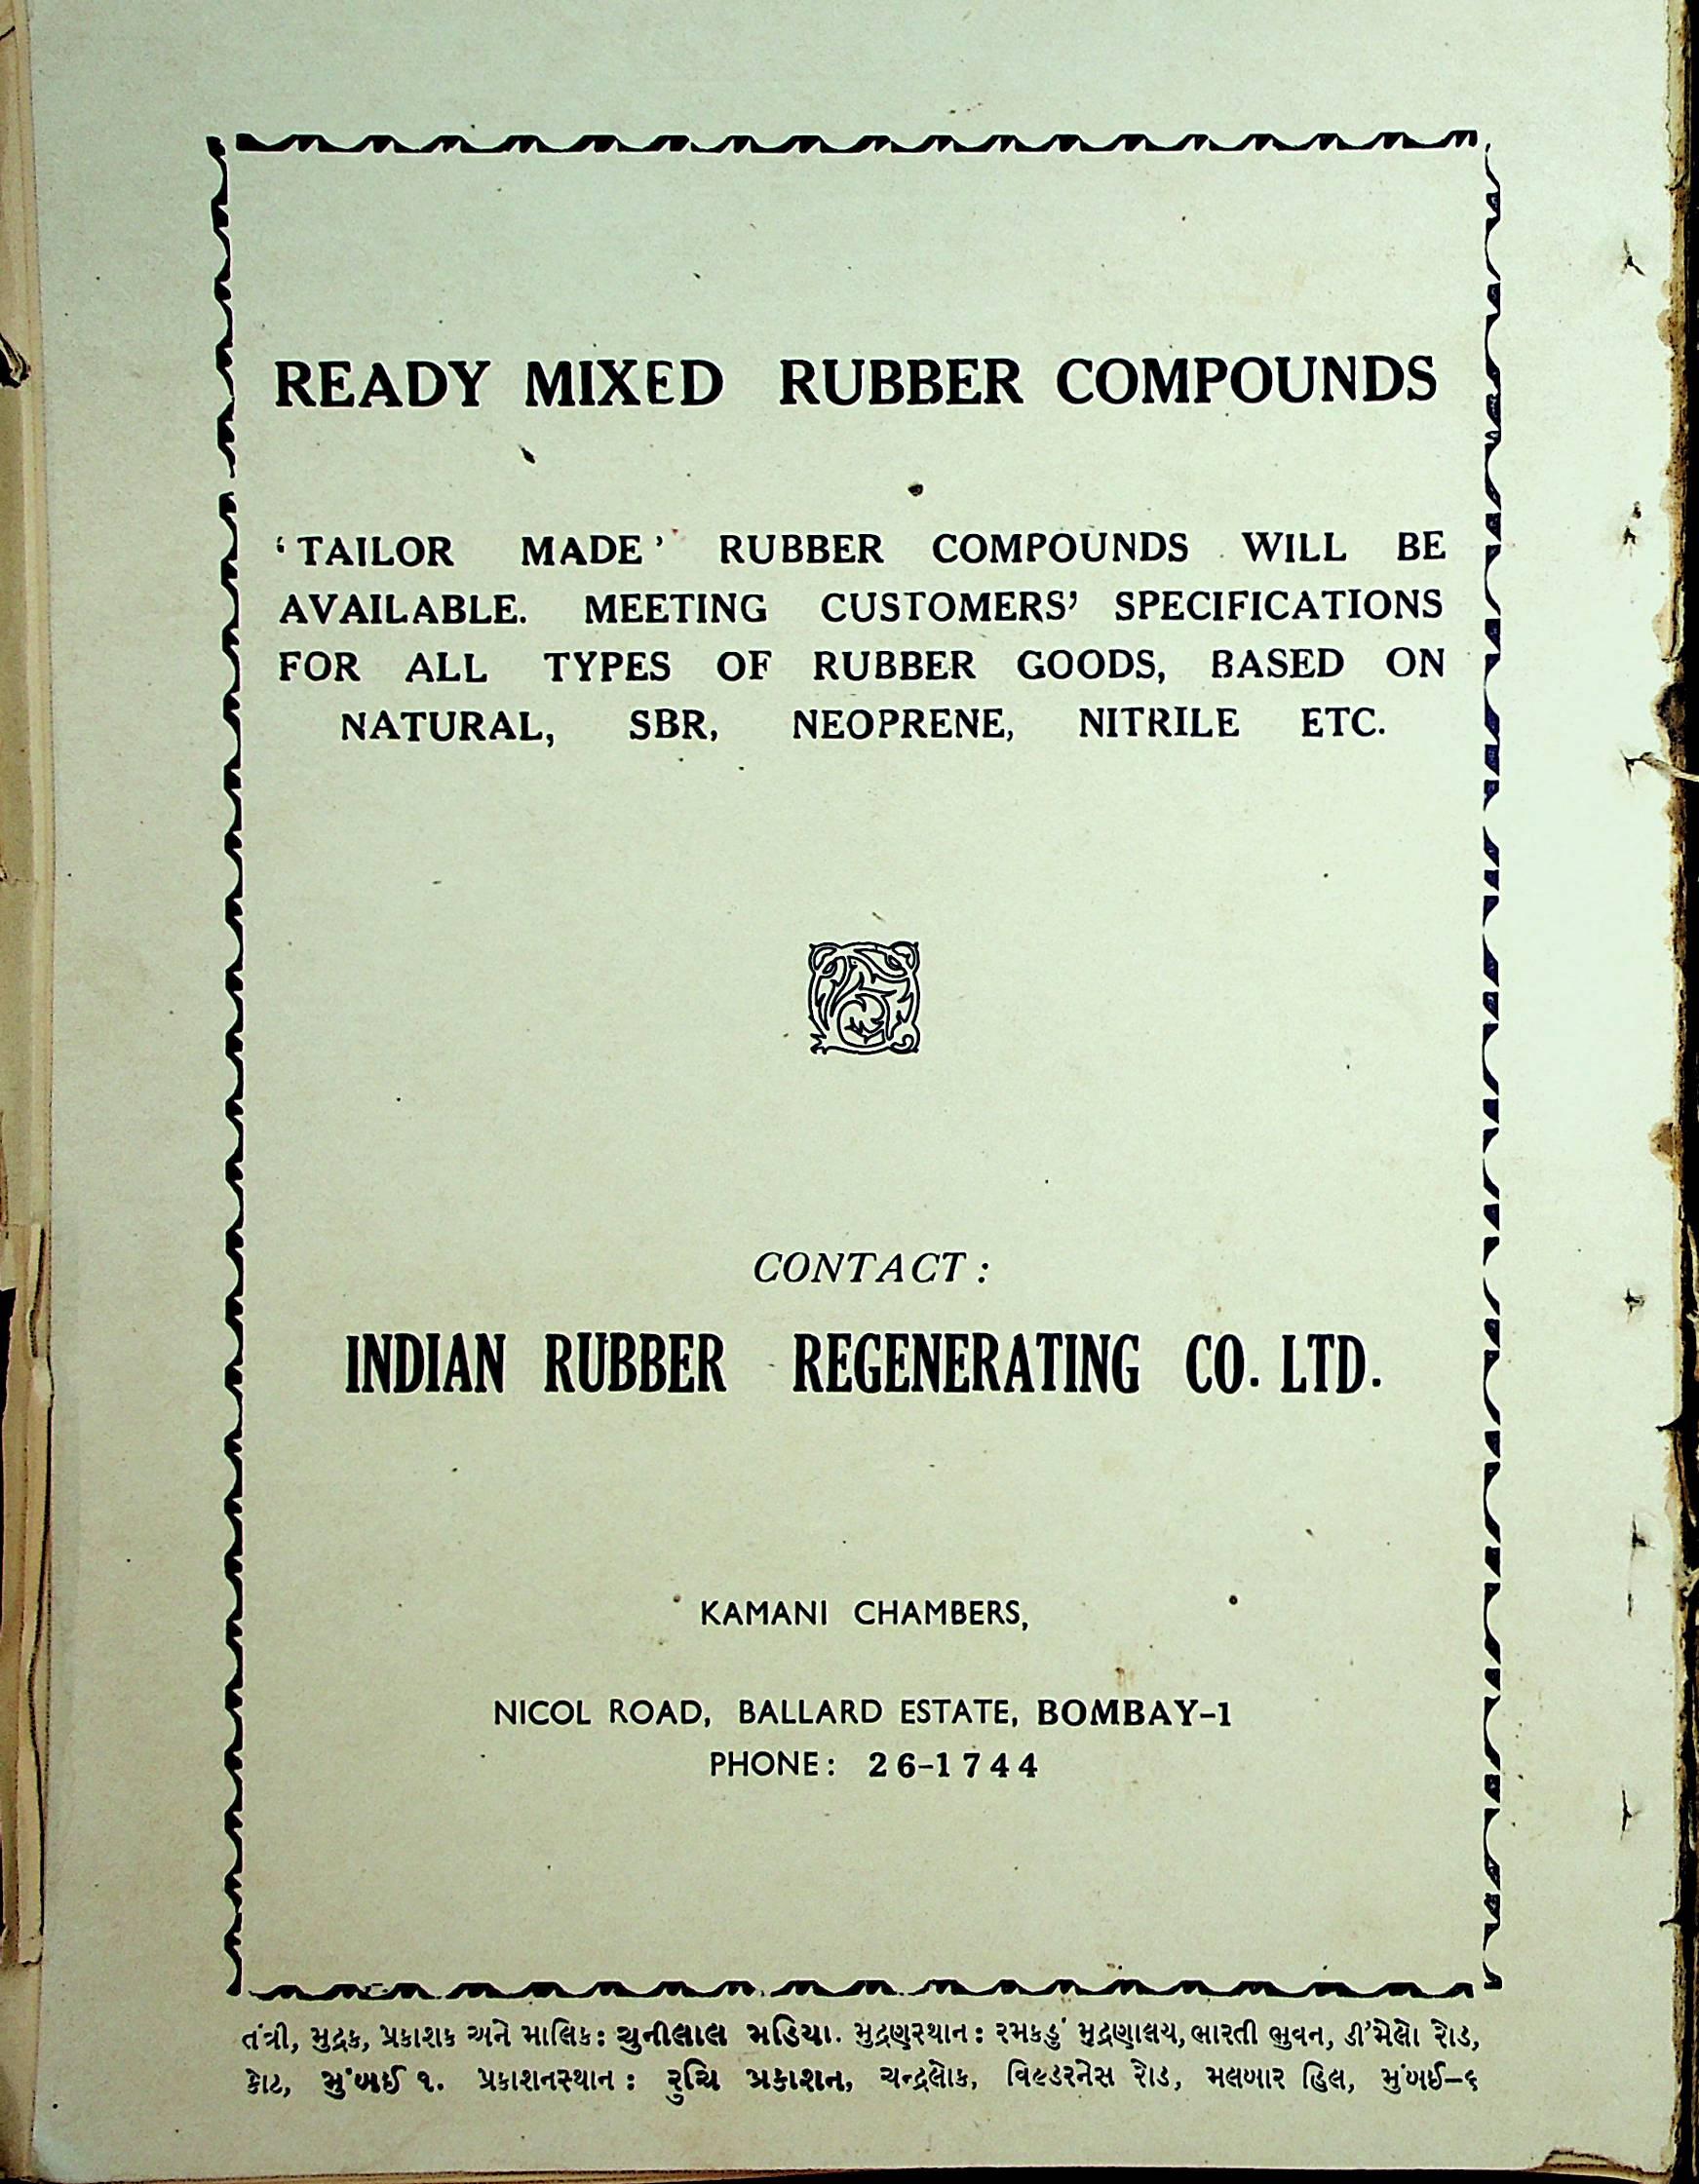 READY MIXED RUBBER COMPOUNDS
‘TAILOR MADE’ RUBBER COMPOUNDS WILL BE
AVAILABLE. MEETING CUSTOMERS’ SPECIFICATIONS
FOR ALL TYPES OF RUBBER GOODS, BASED ON
NATURAL, SBR, NEOPRENE, NITRILE ETC.
CONTACT:
INDIAN RUBBER REGENERATING CO. LTD.
KAMANI CHAMBERS,
NICOL ROAD, BALLARD ESTATE, BOMBAY-1
PHONE: 26-1744
તંત્રી, મુદ્રક, પ્રકાશક અને માલિક: ચુનીલાલ મડિયા. મુદ્રણસ્થાન: રમકડું મુદ્રણાલય, ભારતી ભુવન, ડી'મેલો રોડ,
કોટ, મુંબઈ ૧. પ્રકાશનસ્થાન: રુચિ પ્રકાશન, ચન્દ્રલોક, વિલ્ડરનેસ રોડ, મલબાર હિલ, મુંબઈ–૬